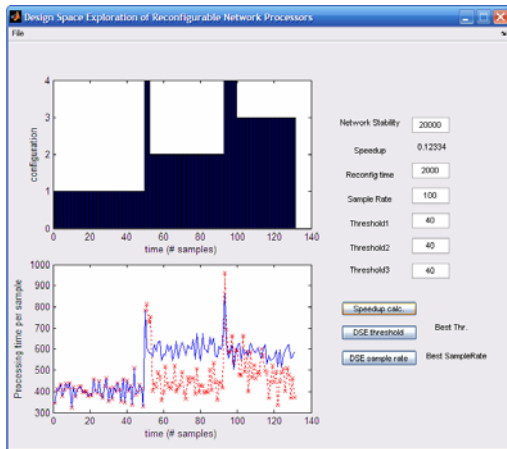 Design Space Exploration of Reconfigurable Network Processors
File
configuration
4
3
2
1
0
0 20 40 60 80 100 120 140
time (# samples)
Processing time per sample
1000
900
800
700
600
500
400
300
0 20 40 60 80 100 120 140
time (# samples)
Network Stability 20000
Speedup 0.12334
Reconfig time 2000
Sample Rate 100
Threshold1 40
Threshold2 40
Threshold3 40
Speedup calc.
DSE threshold Best Thr.
DSE sample rate Best SampleRate